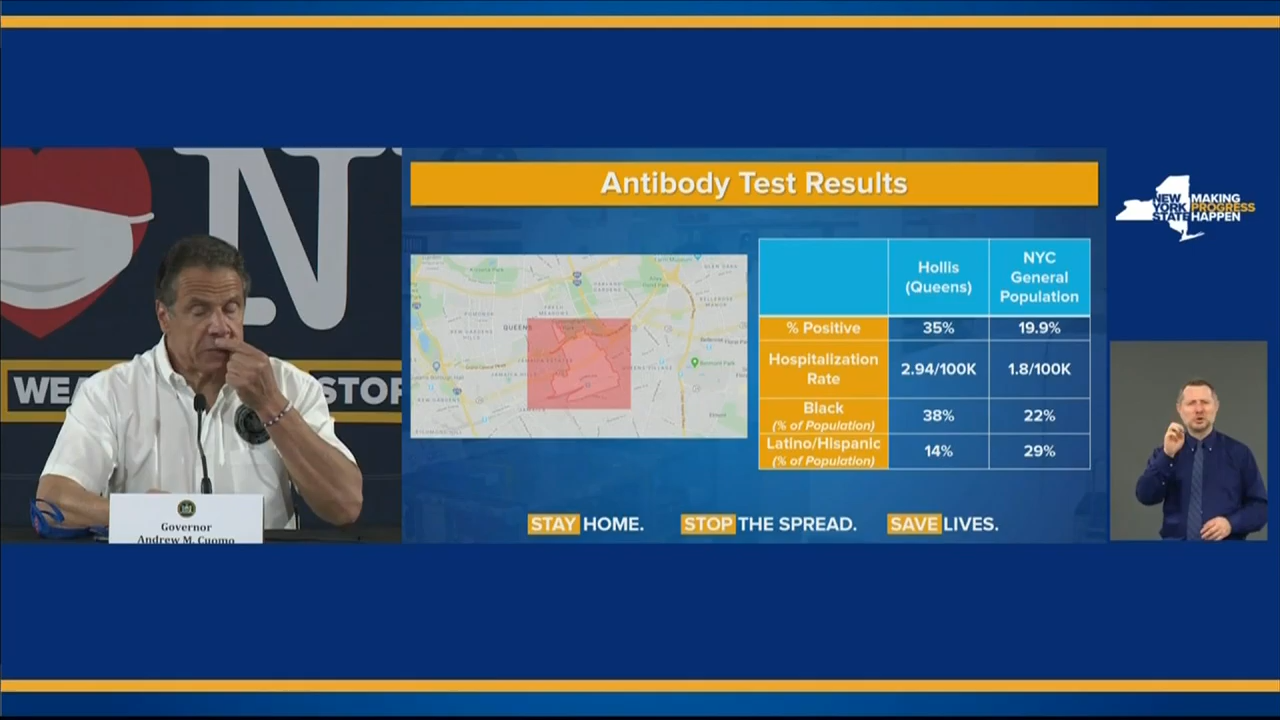 NY
WEA
STOP
Governor
Andrew M. Cuomo
Antibody Test Results
QUEENS
Hollis
(Queens)
NYC
General
Population
% Positive
35%
19.9%
Hospitalization
Rate
2.94/100K
1.8/100K
Black
(% of Population)
38%
22%
Latino/Hispanic
(% of Population)
14%
29%
STAY HOME. STOP THE SPREAD. SAVE LIVES.
NEW
YORK
STATE
MAKING
PROGRESS
HAPPEN